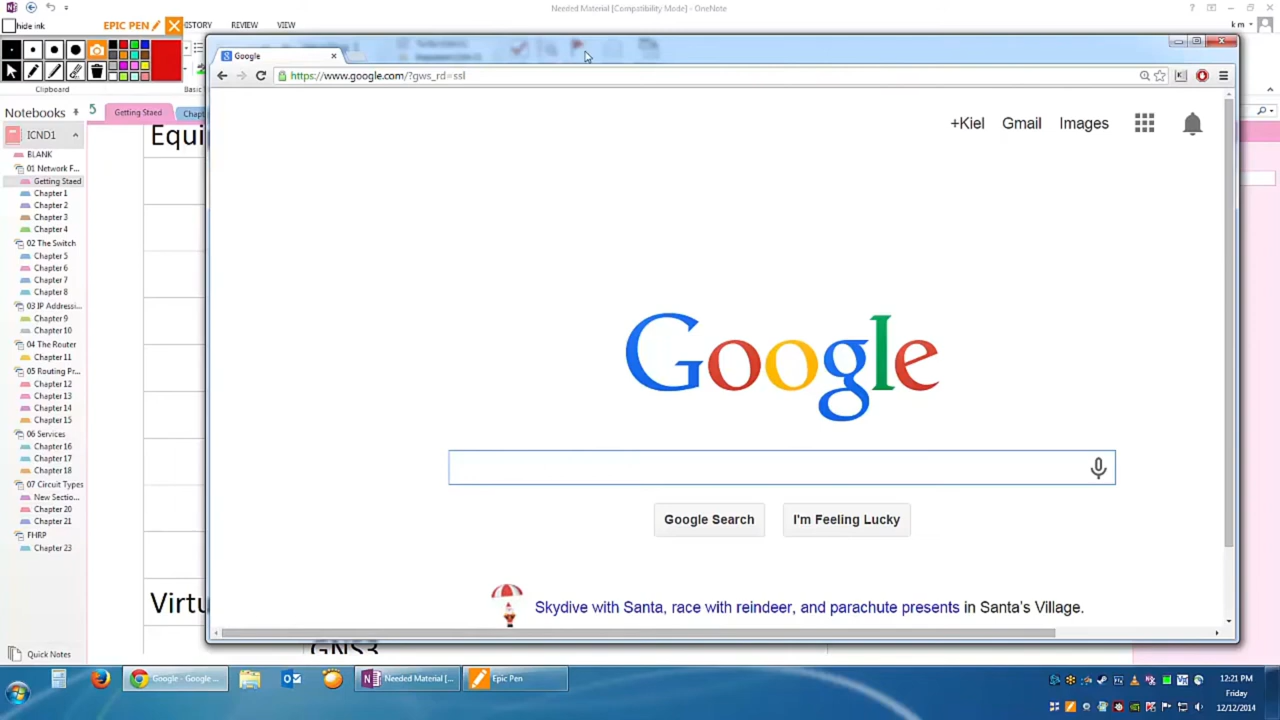 Needed Material [Compatibility Mode] - OneNote
hide ink
EPIC PEN
HISTORY
REVIEW
VIEW
k m
Clipboard
Notebooks
Getting Staed
ICND1
BLANK
01 Network F...
Getting Staed
Chapter 1
Chapter 2
Chapter 3
Chapter 4
02 The Switch
Chapter 5
Chapter 6
Chapter 7
Chapter 8
03 IP Addressi...
Chapter 9
Chapter 10
04 The Router
Chapter 11
05 Routing Pr...
Chapter 12
Chapter 13
Chapter 14
Chapter 15
06 Services
Chapter 16
Chapter 17
Chapter 18
07 Circuit Types
New Sectio...
Chapter 20
Chapter 21
FHRP
Chapter 23
Quick Notes
Equi
Virtu
GNS3
Google
https://www.google.com/?gws_rd=ssl
+Kiel Gmail Images
Google
Google Search
I'm Feeling Lucky
Skydive with Santa, race with reindeer, and parachute presents in Santa's Village.
Google - Google ...
Needed Material [...
Epic Pen
12:21 PM
Friday
12/12/2014